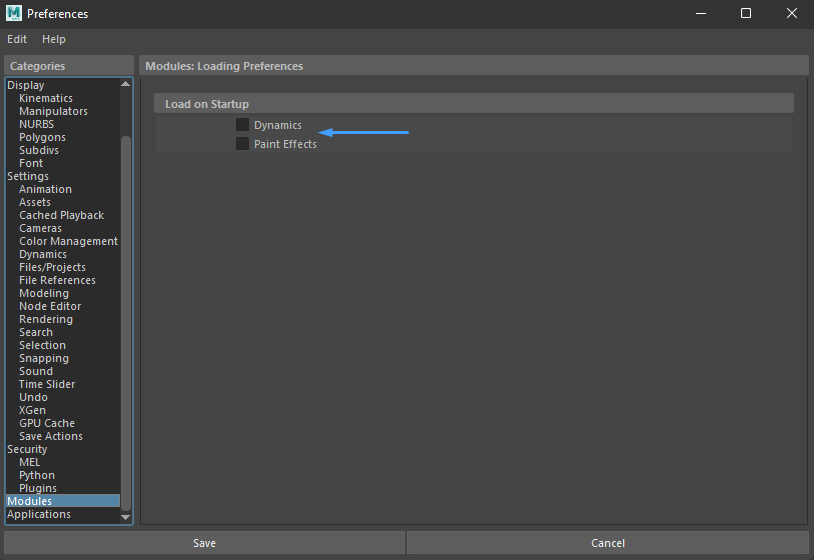 Preferences
Edit Help
Categories
Display
Kinematics
Manipulators
NURBS
Polygons
Subdivs
Font
Settings
Animation
Assets
Cached Playback
Cameras
Color Management
Dynamics
Files/Projects
File References
Modeling
Node Editor
Rendering
Search
Selection
Snapping
Sound
Time Slider
Undo
XGen
GPU Cache
Save Actions
Security
MEL
Python
Plugins
Modules
Applications
Modules: Loading Preferences
Load on Startup
Dynamics
Paint Effects
Save Cancel